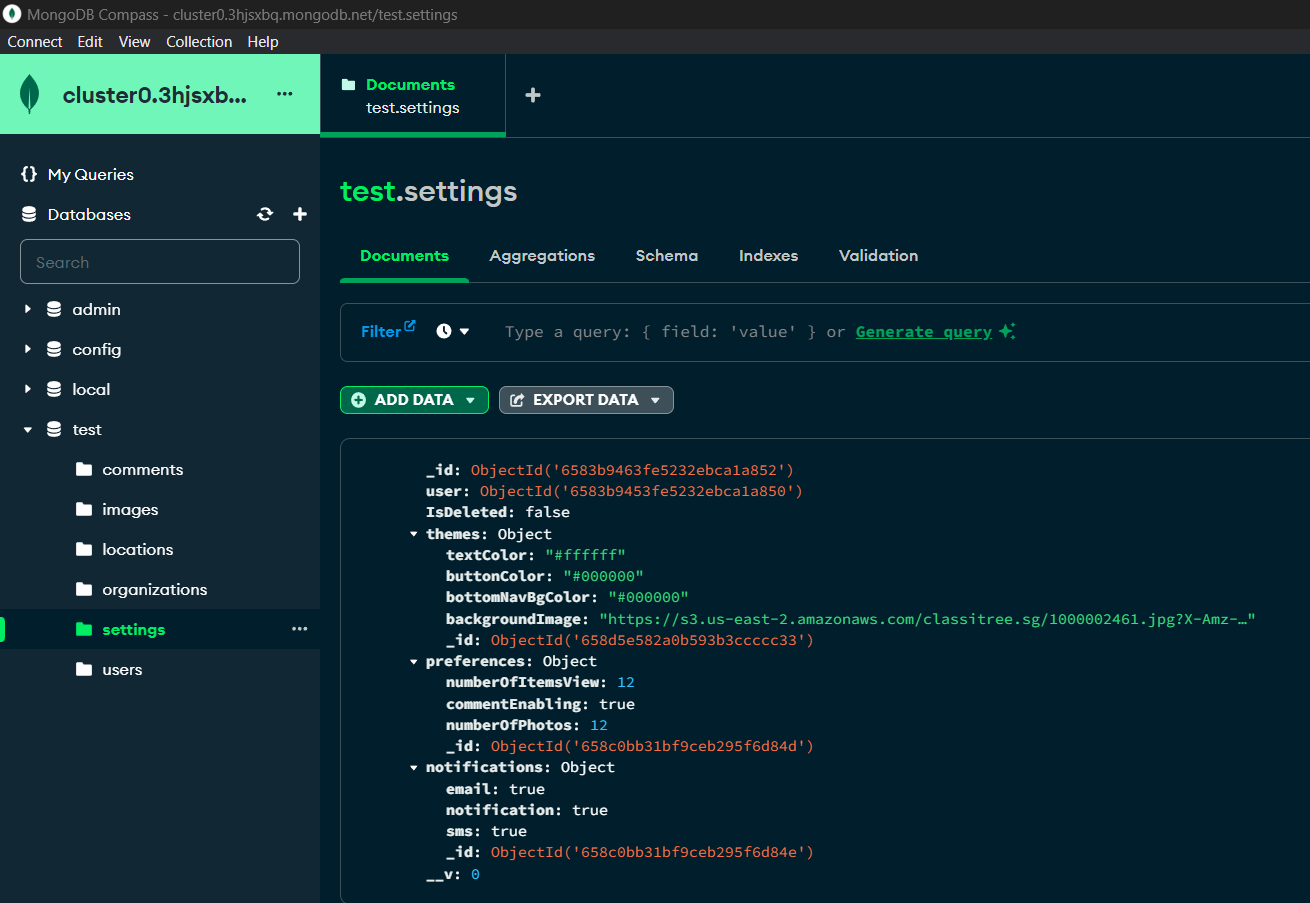 MongoDB Compass - cluster0.3hjsxbq.mongodb.net/test.settings
Connect Edit View Collection Help
cluster0.3hjsxb...
Documents
test.settings
My Queries
Databases
Search
admin
config
local
test
comments
images
locations
organizations
settings
users
test.settings
Documents Aggregations Schema Indexes Validation
Filter Type a query: { field: 'value' } or Generate query
ADD DATA EXPORT DATA
_id: ObjectId('6583b9463fe5232ebca1a852')
user: ObjectId('6583b9453fe5232ebca1a850')
IsDeleted: false
themes: Object
textColor: "#ffffff"
buttonColor: "#000000"
bottomNavBgColor: "#000000"
backgroundImage: "https://s3.us-east-2.amazonaws.com/classitree.sg/1000002461.jpg?X-Amz-…"
_id: ObjectId('658d5e582a0b593b3ccccc33')
preferences: Object
numberOfItemsView: 12
commentEnabling: true
numberOfPhotos: 12
_id: ObjectId('658c0bb31bf9ceb295f6d84d')
notifications: Object
email: true
notification: true
sms: true
_id: ObjectId('658c0bb31bf9ceb295f6d84e')
__v: 0